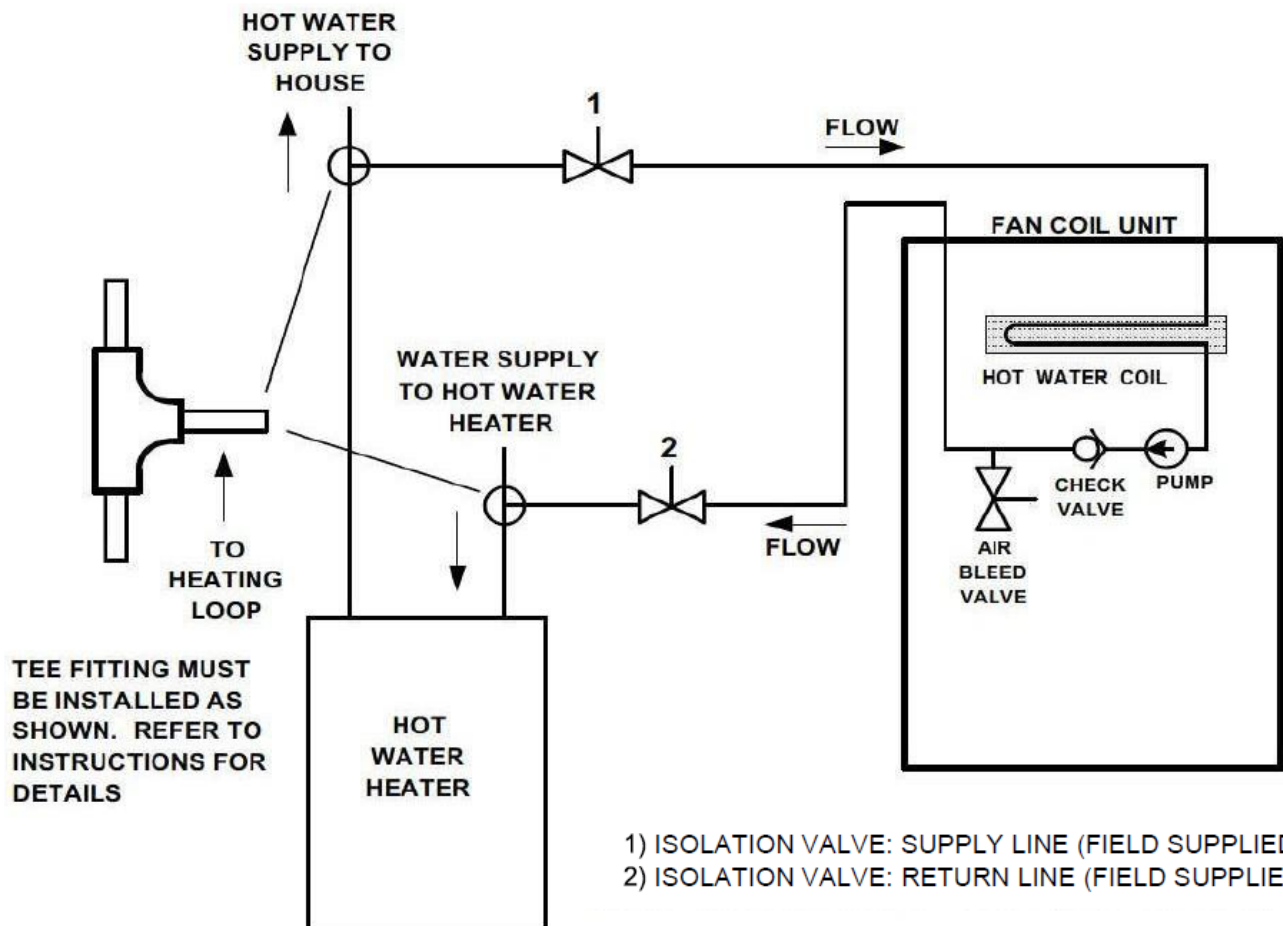 HOT WATER
SUPPLY TO
HOUSE
1
FLOW
FAN COIL UNIT
HOT WATER COIL
WATER SUPPLY
TO HOT WATER
HEATER
2
FLOW
CHECK
VALVE
PUMP
AIR
BLEED
VALVE
TO
HEATING
LOOP
TEE FITTING MUST
BE INSTALLED AS
SHOWN. REFER TO
INSTRUCTIONS FOR
DETAILS
HOT
WATER
HEATER
1) ISOLATION VALVE: SUPPLY LINE (FIELD SUPPLIED
2) ISOLATION VALVE: RETURN LINE (FIELD SUPPLIE